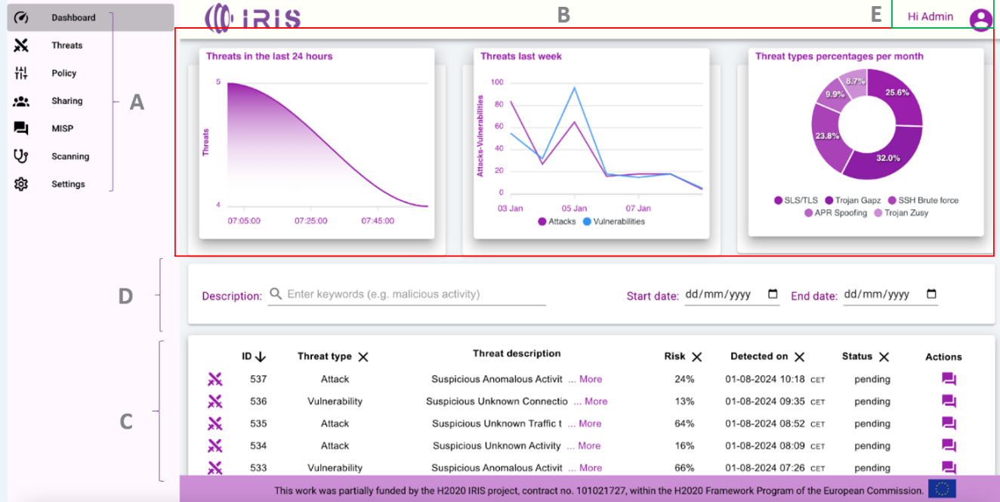 Dashboard
Threats
Policy
Sharing
MISP
Scanning
Settings
A
IRIS
B
E
Hi Admin
Threats in the last 24 hours
5
Threats
4
07:05:00 07:25:00 07:45:00
Threats last week
100
80
60
40
20
0
Attacks-Vulnerabilities
03 Jan 05 Jan 07 Jan
Attacks Vulnerabilities
Threat types percentages per month
8.7%
25.6%
9.9%
23.8%
32.0%
SLS/TLS Trojan Gapz SSH Brute force
APR Spoofing Trojan Zusy
D
Description: Enter keywords (e.g. malicious activity) Start date: dd/mm/yyyy End date: dd/mm/yyyy
C
ID Threat type Threat description Risk Detected on Status Actions
537 Attack Suspicious Anomalous Activit ... More 24% 01-08-2024 10:18 CET pending
536 Vulnerability Suspicious Unknown Connectio ... More 13% 01-08-2024 09:35 CET pending
535 Attack Suspicious Unknown Traffic t ... More 64% 01-08-2024 08:52 CET pending
534 Attack Suspicious Unknown Activity ... More 16% 01-08-2024 08:09 CET pending
533 Vulnerability Suspicious Anomalous Activit ... More 66% 01-08-2024 07:26 CET pending
This work was partially funded by the H2020 IRIS project, contract no. 101021727, within the H2020 Framework Program of the European Commission.